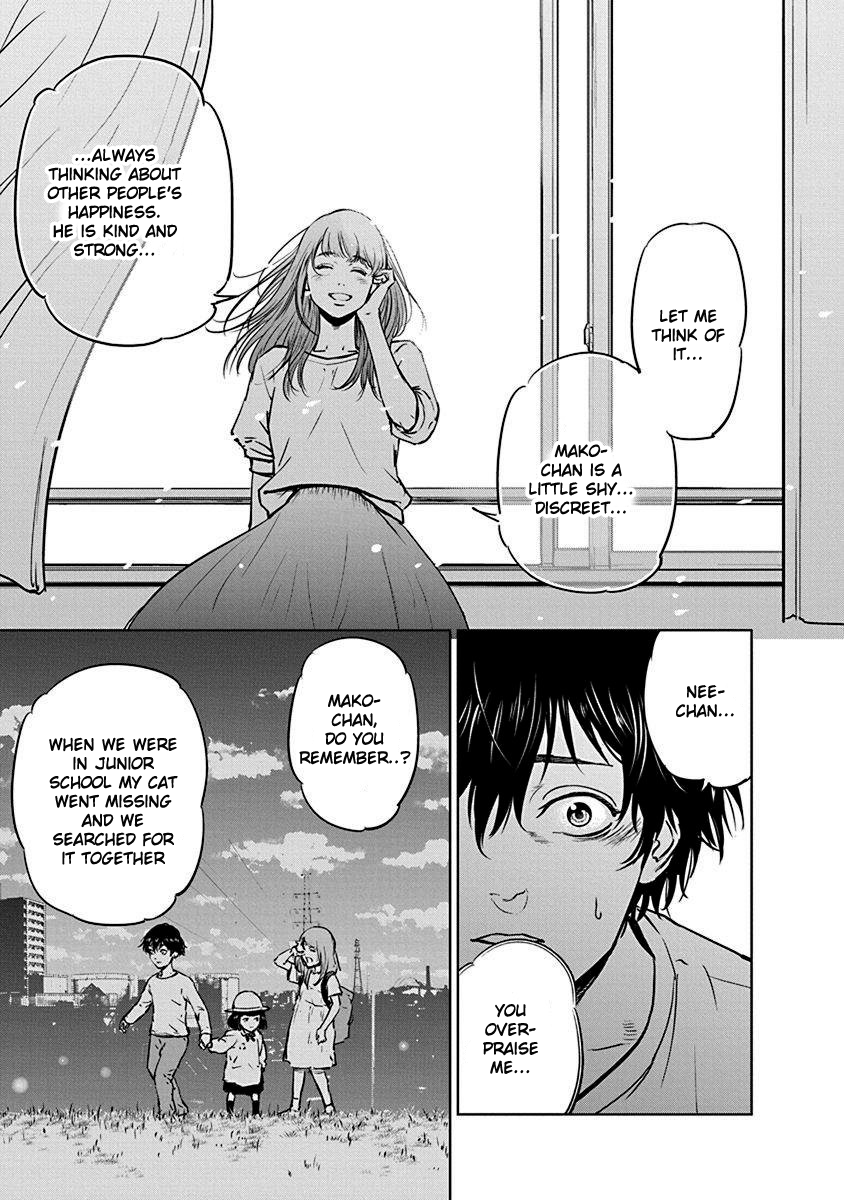 LET ME
THINK OF
IT...
MAKO-
CHAN IS A
LITTLE SHY...
DISCREET...
...ALWAYS
THINKING ABOUT
OTHER PEOPLE'S
HAPPINESS.
HE IS KIND AND
STRONG...
NEE-
CHAN...
YOU
OVER-
PRAISE
ME...
MAKO-
CHAN,
DO YOU
REMEMBER..?
WHEN WE WERE
IN JUNIOR
SCHOOL MY CAT
WENT MISSING
AND WE
SEARCHED FOR
IT TOGETHER